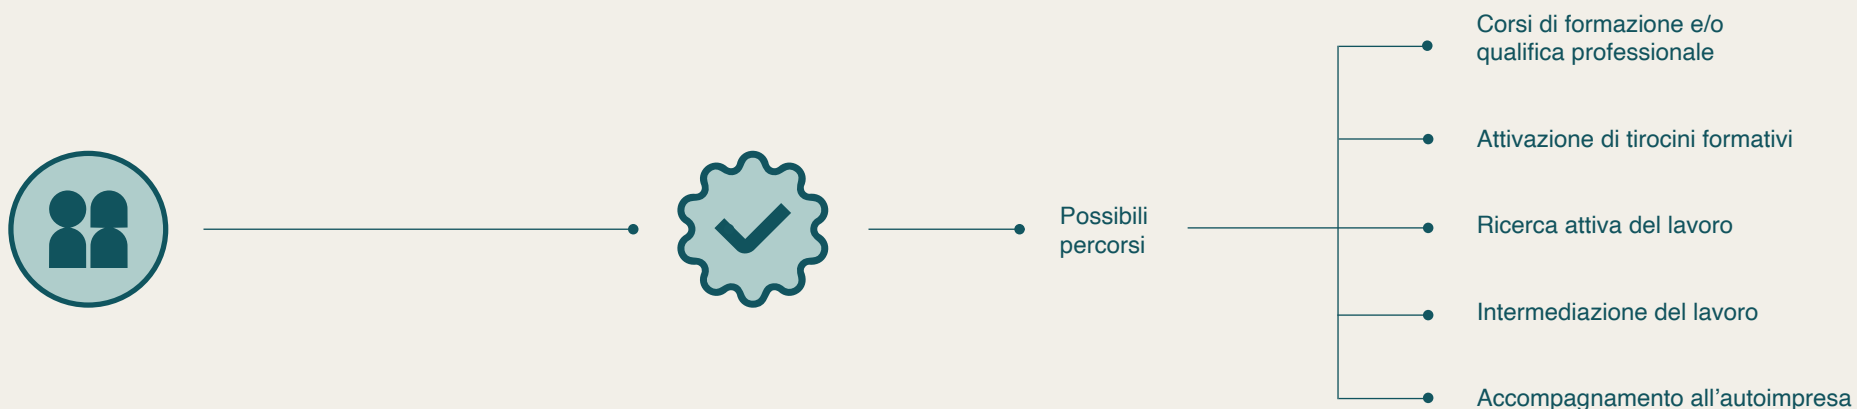 Corsi di formazione e/o
qualifica professionale
Attivazione di tirocini formativi
Possibili
percorsi
Ricerca attiva del lavoro
Intermediazione del lavoro
Accompagnamento all’autoimpresa